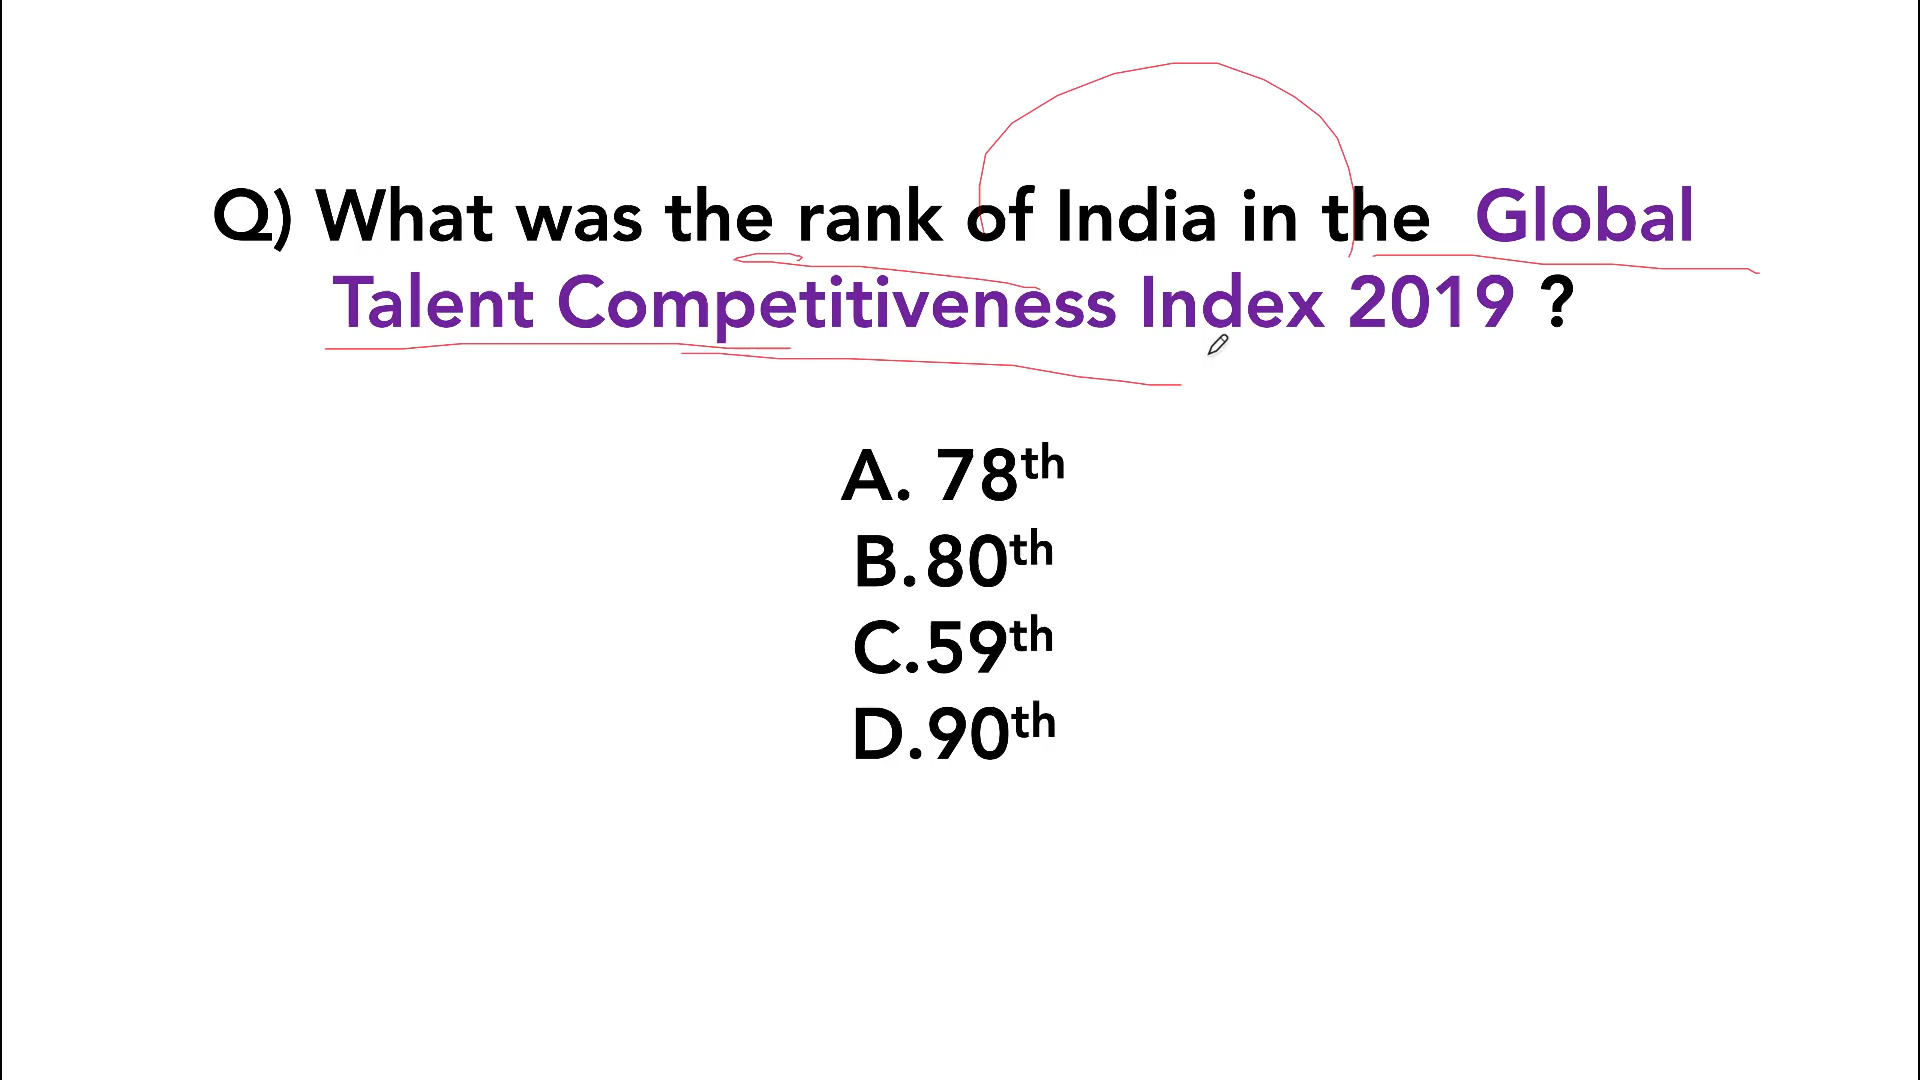 Q) What was the rank of India in the Global
Talent Competitiveness Index 2019 ?
A. 78th
B.80th
C.59th
D.90th